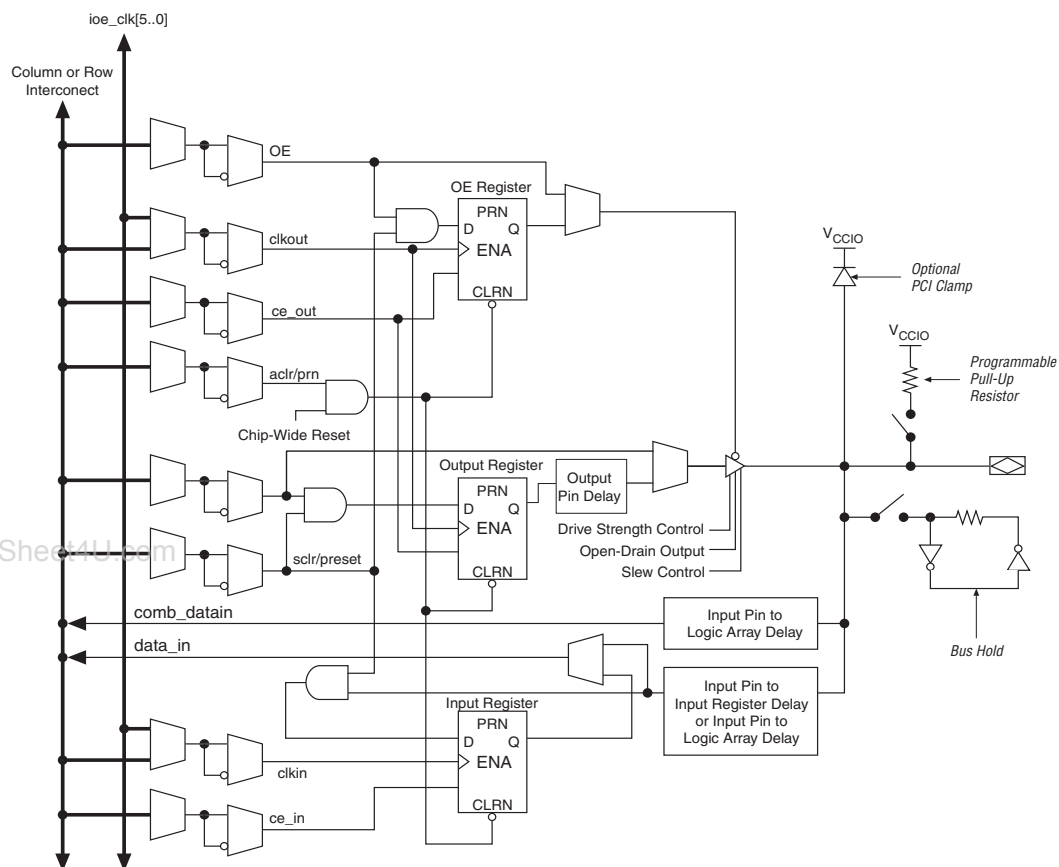 ioe_clk[5..0]
Column or Row
Interconect
OE
OE Register
PRN
D
Q
ENA
CLRN
clkout
ce_out
aclr/prn
Chip-Wide Reset
VCCIO
Optional
PCI Clamp
VCCIO
Programmable
Pull-Up
Resistor
Output Register
PRN
D
Q
ENA
CLRN
Output
Pin Delay
Drive Strength Control
Open-Drain Output
Slew Control
Sheet4U.com
sclr/preset
comb_datain
Input Pin to
Logic Array Delay
Bus Hold
data_in
Input Pin to
Input Register Delay
or Input Pin to
Logic Array Delay
Input Register
PRN
D
Q
ENA
CLRN
clkin
ce_in